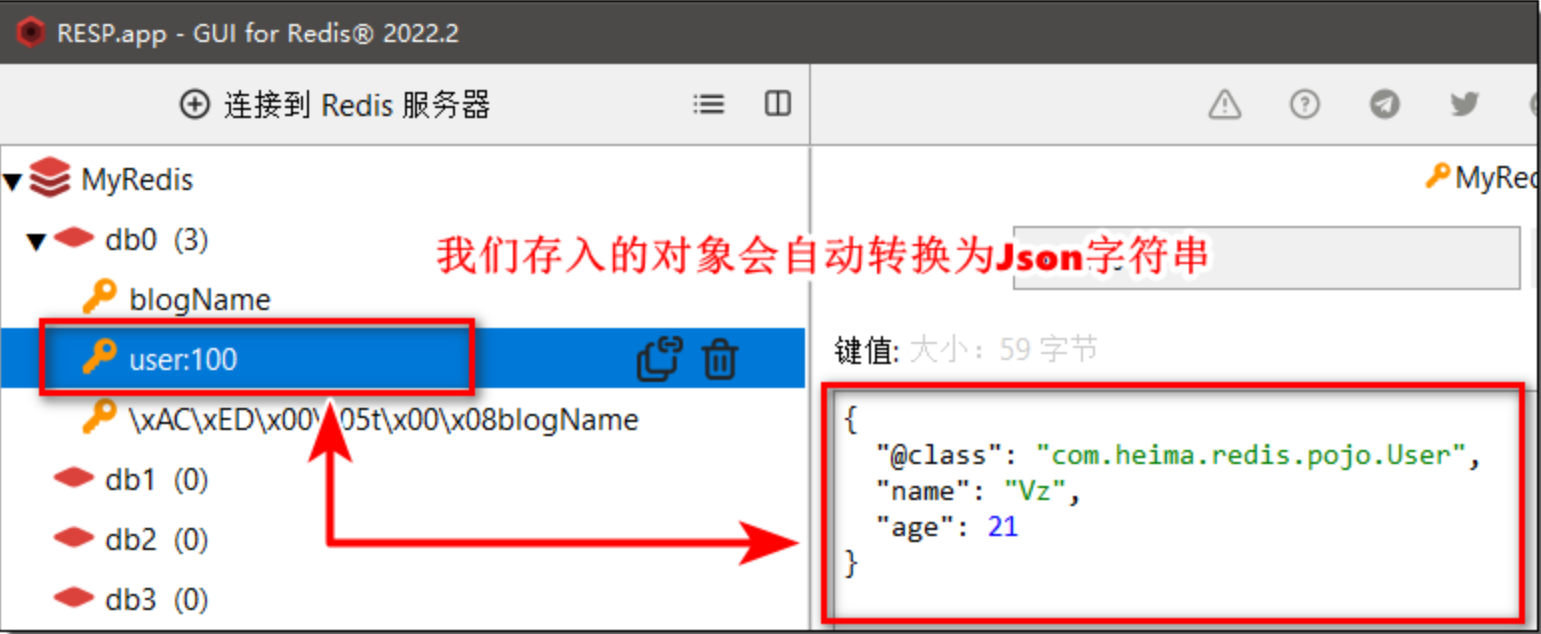 RESP.app - GUI for Redis® 2022.2
连接到 Redis 服务器
MyRedis
MyRed
db0 (3)
我们存入的对象会自动转换为Json字符串
blogName
user:100
键值: 大小: 59 字节
\xAC\xED\x00\ 05t\x00\x08blogName
{
"@class": "com.heima.redis.pojo.User",
"name": "Vz",
"age": 21
}
db1 (0)
db2 (0)
db3 (0)